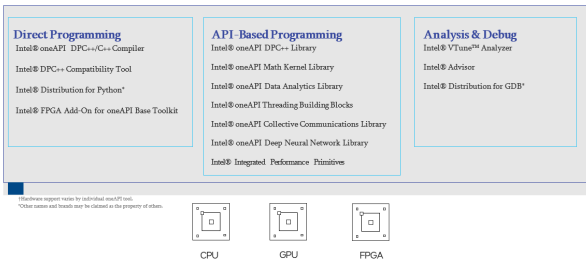 Direct Programming
Intel® oneAPI DPC++/C++ Compiler
Intel® DPC++ Compatibility Tool
Intel® Distribution for Python*
Intel® FPGA Add-On for oneAPI Base Toolkit
API-Based Programming
Intel® oneAPI DPC++ Library
Intel® oneAPI Math Kernel Library
Intel® oneAPI Data Analytics Library
Intel® oneAPI Threading Building Blocks
Intel® oneAPI Collective Communications Library
Intel® oneAPI Deep Neural Network Library
Intel® Integrated Performance Primitives
Analysis & Debug
Intel® VTune™ Analyzer
Intel® Advisor
Intel® Distribution for GDB*
†Hardware support varies by individual oneAPI tool.
*Other names and brands may be claimed as the property of others.
CPU GPU FPGA